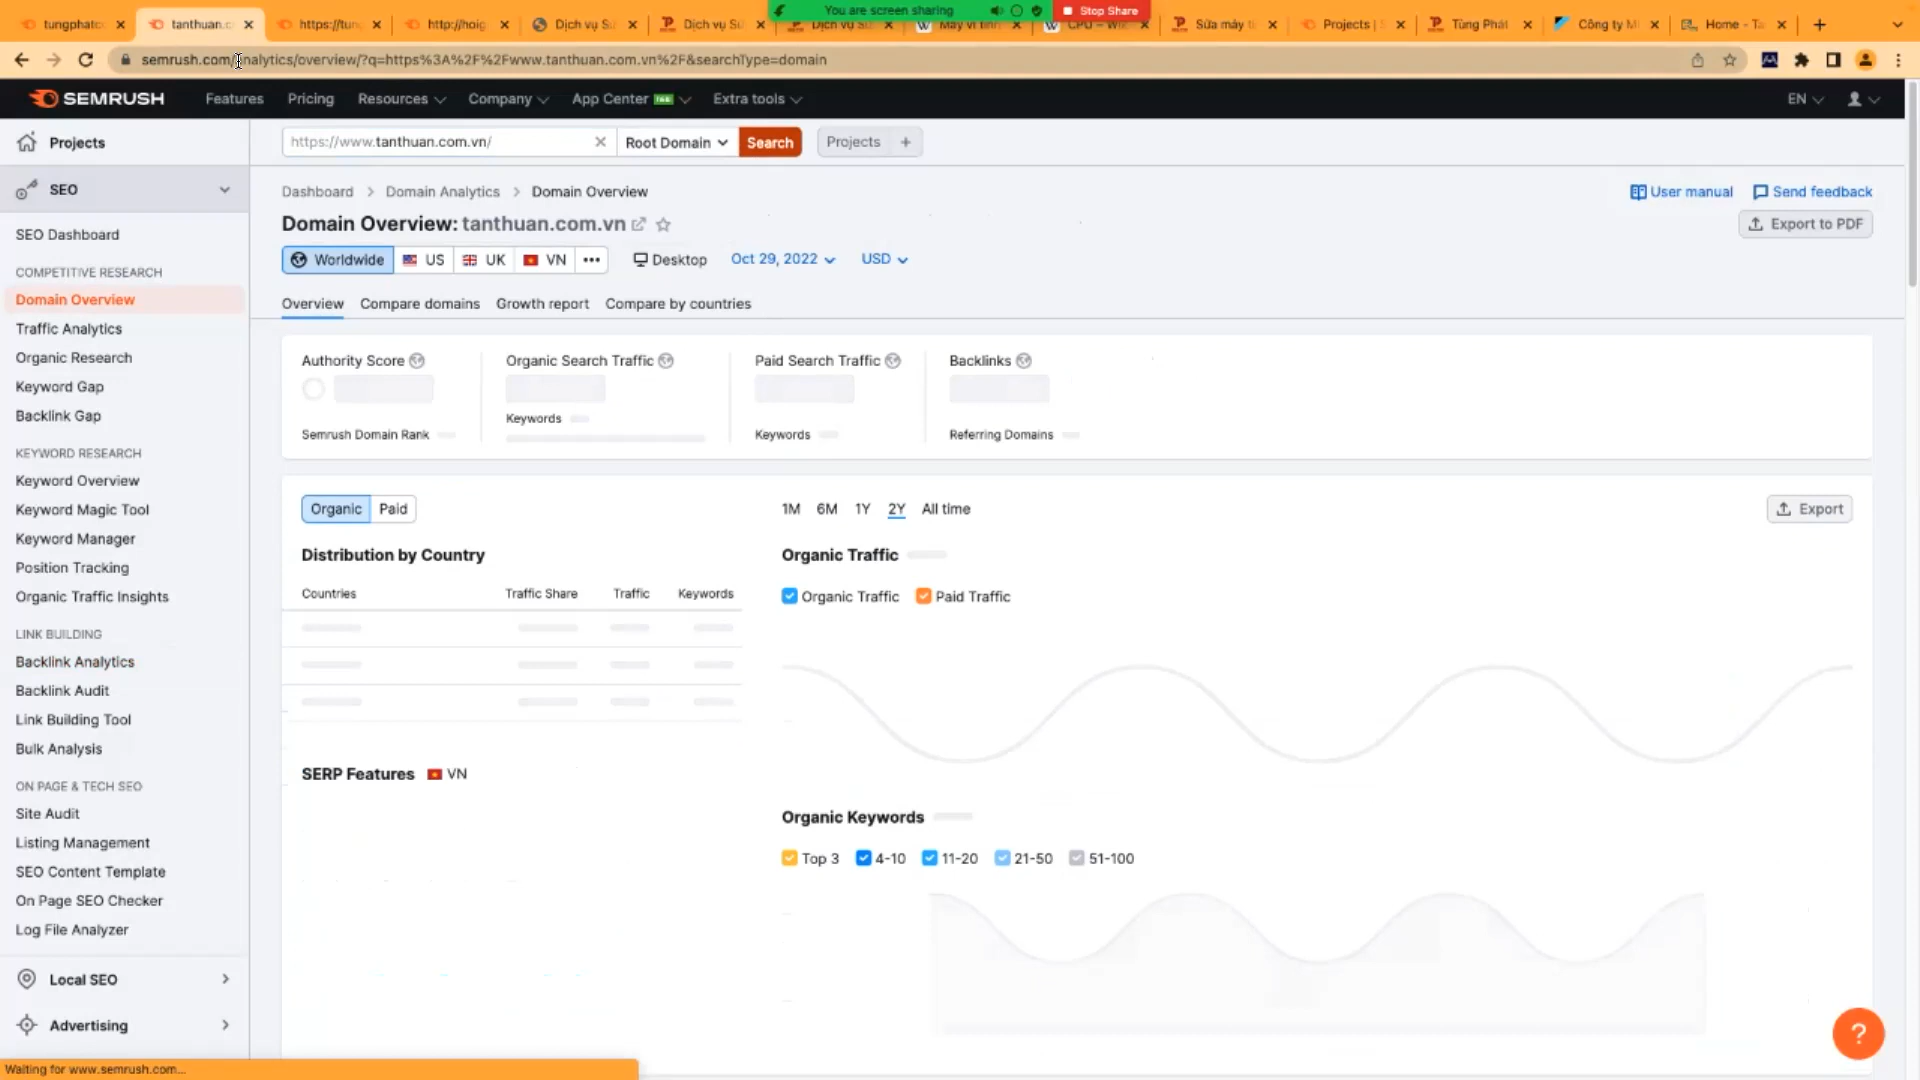 tungphatc
tanthuan.c
https://tun
http://hoig
Dịch vụ Sử
Dịch vụ Sử
You are screen sharing
Stop Share
Sửa máy t
Projects | S
Tùng Phát
Công ty M
Home - Ta
semrush.com/analytics/overview/?q=https%3A%2F%2Fwww.tanthuan.com.vn%2F&searchType=domain
SEMRUSH
Features
Pricing
Resources
Company
App Center
Extra tools
EN
Projects
https://www.tanthuan.com.vn/
Root Domain
Search
Projects +
SEO
Dashboard > Domain Analytics > Domain Overview
User manual
Send feedback
Domain Overview: tanthuan.com.vn
Export to PDF
SEO Dashboard
Worldwide
US
UK
VN
Desktop
Oct 29, 2022
USD
COMPETITIVE RESEARCH
Domain Overview
Overview
Compare domains
Growth report
Compare by countries
Traffic Analytics
Organic Research
Authority Score
Organic Search Traffic
Paid Search Traffic
Backlinks
Keyword Gap
Backlink Gap
Keywords
Semrush Domain Rank
Keywords
Referring Domains
KEYWORD RESEARCH
Keyword Overview
Keyword Magic Tool
Organic
Paid
1M
6M
1Y
2Y
All time
Export
Keyword Manager
Distribution by Country
Organic Traffic
Position Tracking
Countries
Traffic Share
Traffic
Keywords
Organic Traffic
Paid Traffic
Organic Traffic Insights
LINK BUILDING
Backlink Analytics
Backlink Audit
Link Building Tool
Bulk Analysis
SERP Features
VN
ON PAGE & TECH SEO
Site Audit
Organic Keywords
Listing Management
Top 3
4-10
11-20
21-50
51-100
SEO Content Template
On Page SEO Checker
Log File Analyzer
Local SEO
Advertising
?
Waiting for www.semrush.com...